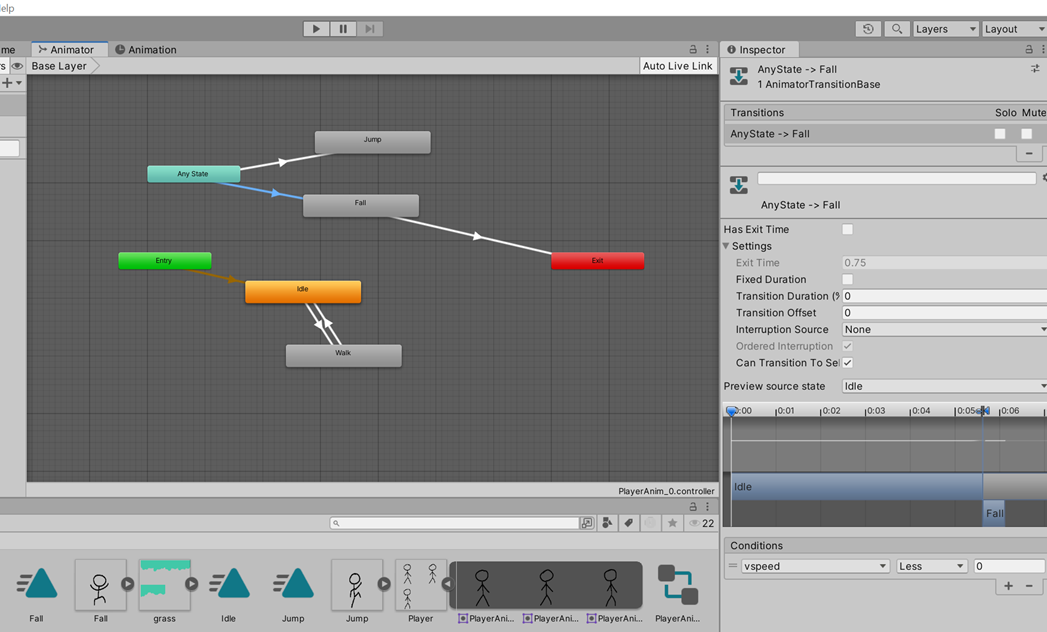 elp
Layers
Layout
me
Animator
Animation
Inspector
rs
Base Layer
Auto Live Link
AnyState -> Fall
1 AnimatorTransitionBase
Transitions
Solo
Mute
AnyState -> Fall
AnyState -> Fall
Has Exit Time
Settings
Exit Time
0.75
Fixed Duration
Transition Duration (%
0
Transition Offset
0
Interruption Source
None
Ordered Interruption
Can Transition To Sel
Preview source state
Idle
0:00
0:01
0:02
0:03
0:04
0:05
0:06
Idle
Fall
Conditions
vspeed
Less
0
Jump
Any State
Fall
Entry
Exit
Idle
Walk
PlayerAnim_0.controller
22
Fall
Fall
grass
Idle
Jump
Jump
Player
PlayerAni...
PlayerAni...
PlayerAni...
PlayerAni...